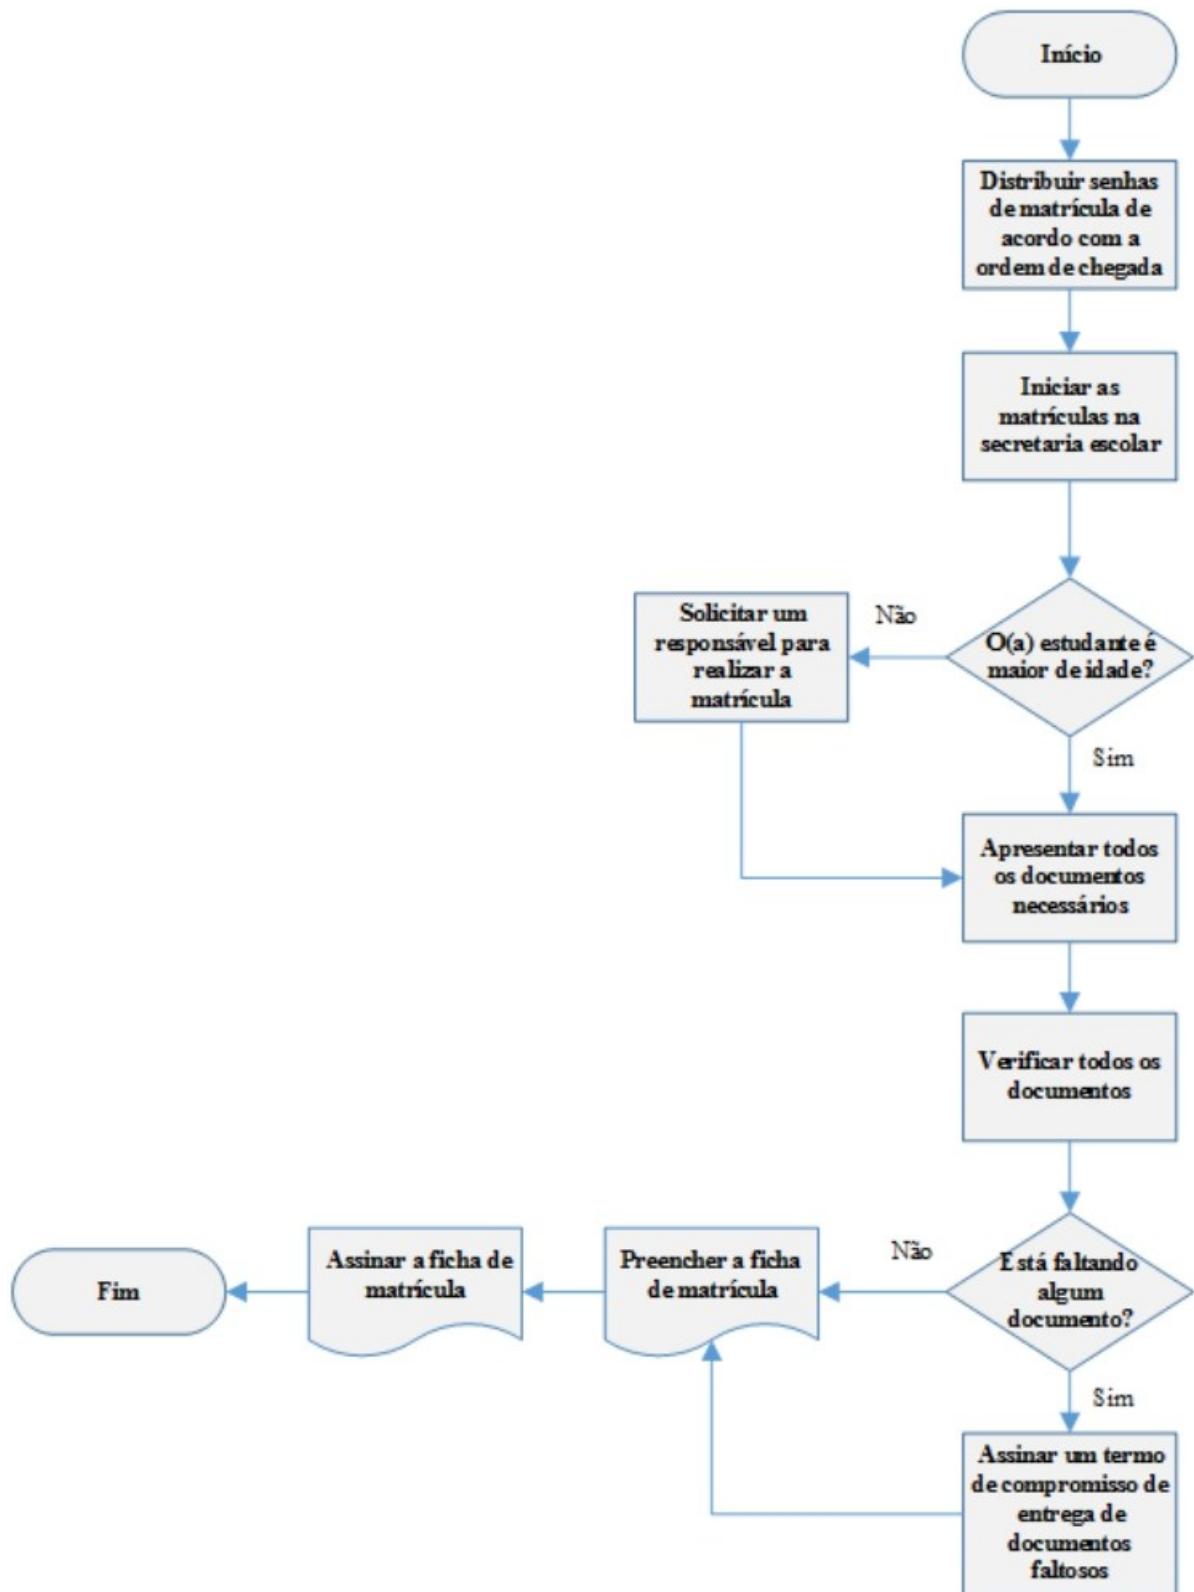 Início
Distribuir senhas
de matrícula de
acordo com a
ordem de chegada
Iniciar as
matrículas na
secretaria escolar
Solicitar um
responsável para
realizar a
matrícula
Não
O(a) estudante é
maior de idade?
Sim
Apresentar todos
os documentos
necessários
Verificar todos os
documentos
Está faltando
algum
documento?
Não
Preencher a ficha
de matrícula
Assinar a ficha de
matrícula
Fim
Sim
Assinar um termo
de compromisso de
entrega de
documentos
faltosos